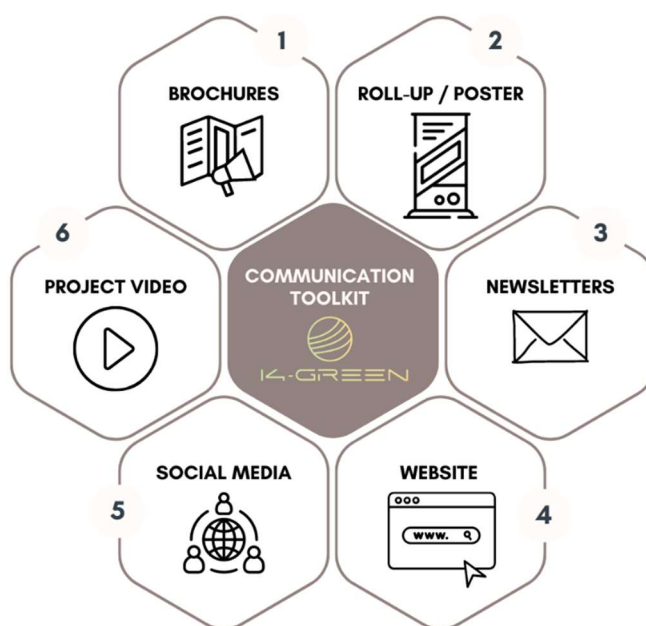 1
BROCHURES
2
ROLL-UP / POSTER
6
PROJECT VIDEO
COMMUNICATION
TOOLKIT
I4-GREEN
3
NEWSLETTERS
5
SOCIAL MEDIA
WEBSITE
www.
4